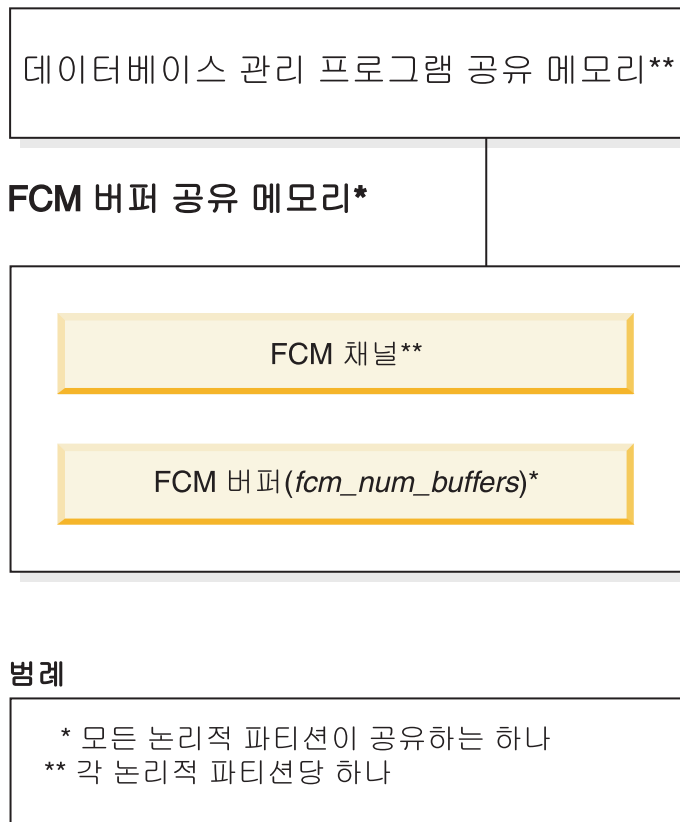 데이터베이스 관리 프로그램 공유 메모리**
FCM 버퍼 공유 메모리*
FCM 채널**
FCM 버퍼(fcm_num_buffers)*
범례
* 모든 논리적 파티션이 공유하는 하나
** 각 논리적 파티션당 하나